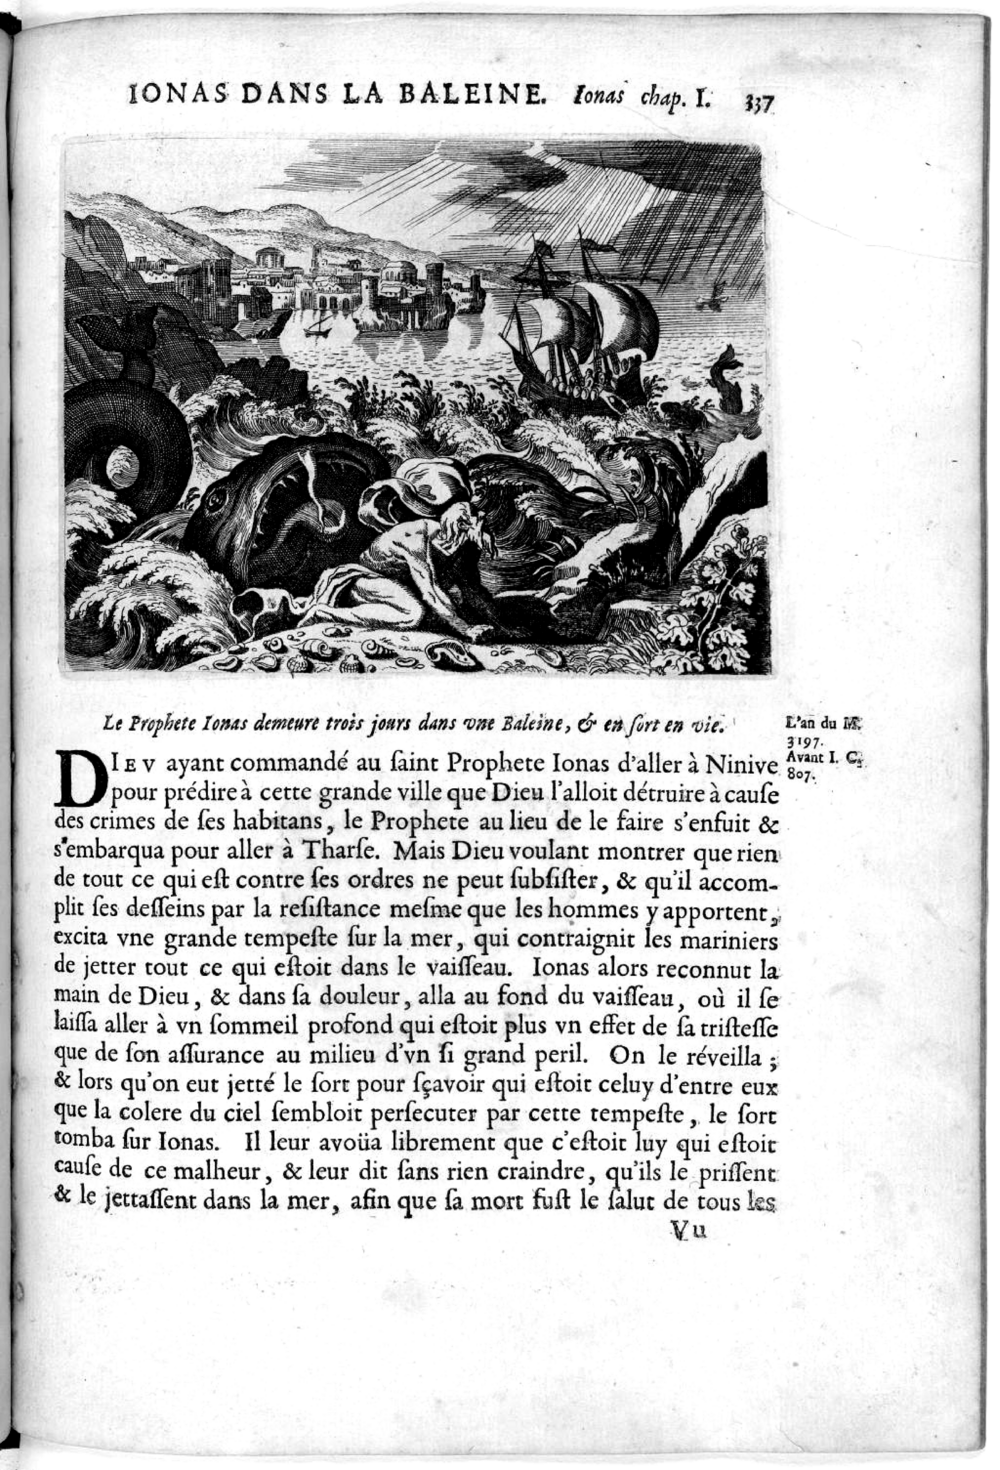 IONAS DANS LA BALEINE. Ionas chap. I. 337
Le Prophete Ionas demeure trois jours dans vne Baleine, & en ſort en vie.
L'an du M.
3197.
Avant I. C.
807.
DIEV ayant commandé au ſaint Prophete Ionas d'aller à Ninive
pour prédire à cette grande ville que Dieu l'alloit détruire à cauſe
des crimes de ſes habitans, le Prophete au lieu de le faire s'enfuit &
s'embarqua pour aller à Tharſe. Mais Dieu voulant montrer que rien
de tout ce qui eſt contre ſes ordres ne peut ſubſiſter, & qu'il accom-
plit ſes deſſeins par la reſiſtance meſme que les hommes y apportent,
excita vne grande tempeſte ſur la mer, qui contraignit les mariniers
de jetter tout ce qui eſtoit dans le vaiſſeau. Ionas alors reconnut la
main de Dieu, & dans ſa douleur, alla au fond du vaiſſeau, où il ſe
laiſſa aller à vn ſommeil profond qui eſtoit plus vn effet de ſa triſteſſe
que de ſon aſſurance au milieu d'vn ſi grand peril. On le réveilla ;
& lors qu'on eut jetté le ſort pour ſçavoir qui eſtoit celuy d'entre eux
que la colere du ciel ſembloit perſecuter par cette tempeſte, le ſort
tomba ſur Ionas. Il leur avoüa librement que c'eſtoit luy qui eſtoit
cauſe de ce malheur, & leur dit ſans rien craindre, qu'ils le priſſent
& le jettaſſent dans la mer, afin que ſa mort fuſt le ſalut de tous les
Vu